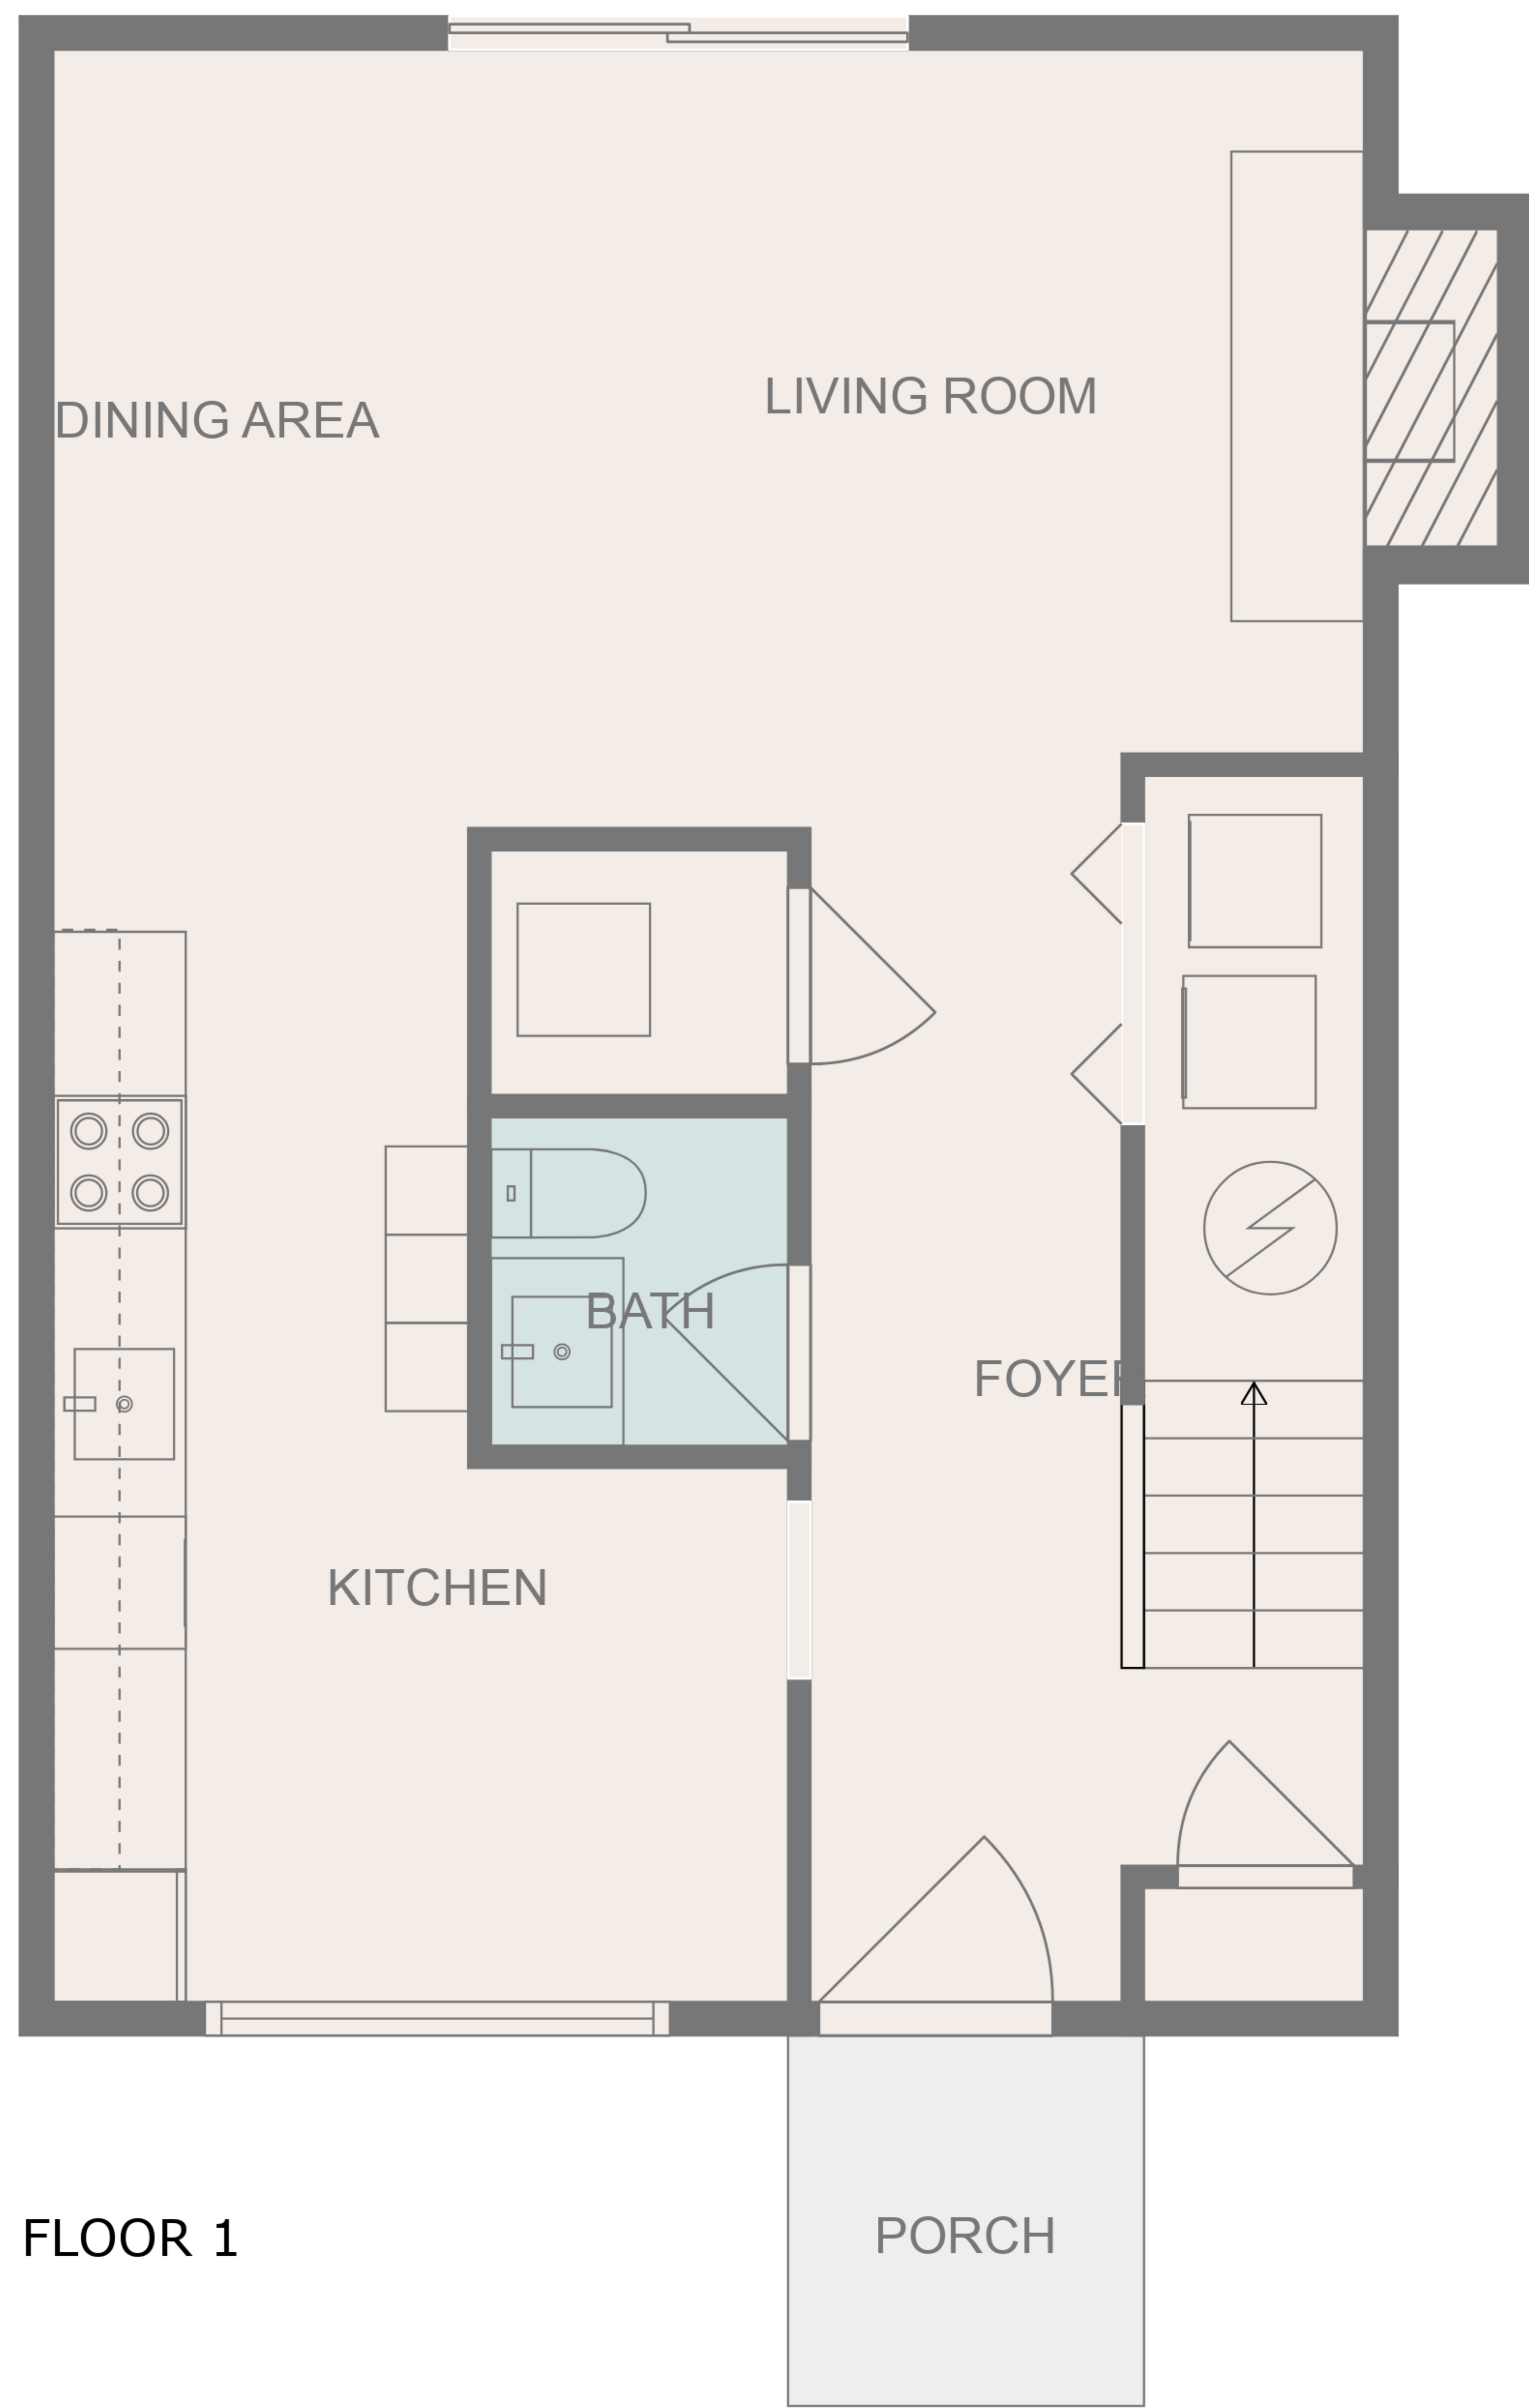 LIVING ROOM
DINING AREA
BATH
FOYER
KITCHEN
PORCH
FLOOR 1